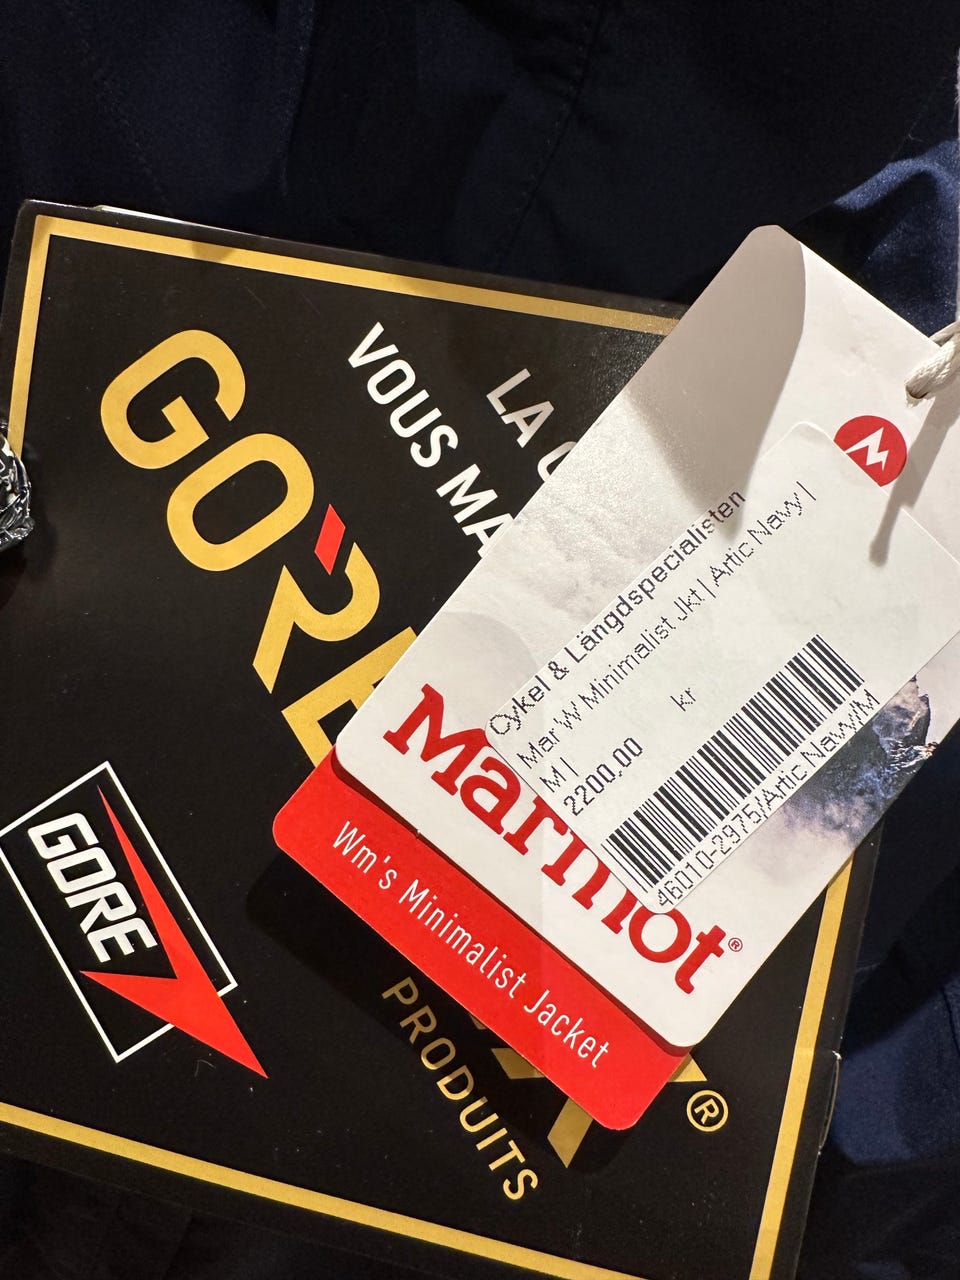 GORE
LA
VOUS MA
PRODUITS
®
GORE
M
Cykel & Längdspecialisten
Mar W Minimalist Jkt | Artic Navy |
M |
2200,00 kr
46010-2975/Artic Navy/M
Marmot®
Wm's Minimalist Jacket